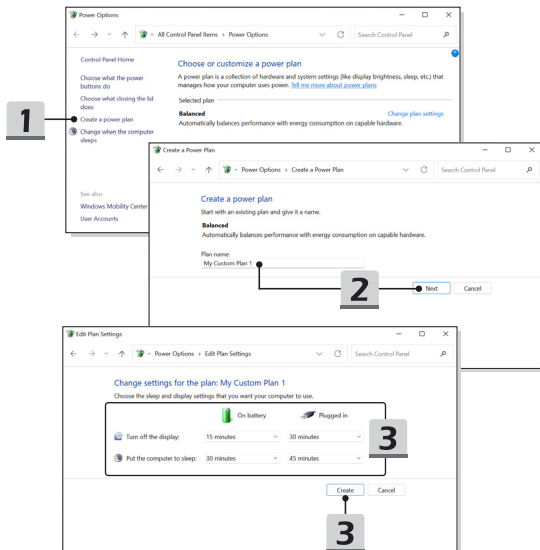 Power Options
All Control Panel Items › Power Options
Search Control Panel
Control Panel Home
Choose what the power
buttons do
Choose what closing the lid
does
Create a power plan
Change when the computer
sleeps
See also
Windows Mobility Center
User Accounts
Choose or customize a power plan
A power plan is a collection of hardware and system settings (like display brightness, sleep, etc.) that
manages how your computer uses power. Tell me more about power plans
Selected plan
Balanced
Change plan settings
Automatically balances performance with energy consumption on capable hardware.
1
Create a Power Plan
Power Options › Create a Power Plan
Search Control Panel
Create a power plan
Start with an existing plan and give it a name.
Balanced
Automatically balances performance with energy consumption on capable hardware.
Plan name:
My Custom Plan 1
2
Next
Cancel
Edit Plan Settings
Power Options › Edit Plan Settings
Search Control Panel
Change settings for the plan: My Custom Plan 1
Choose the sleep and display settings that you want your computer to use.
On battery
Plugged in
Turn off the display:
15 minutes
30 minutes
Put the computer to sleep:
30 minutes
45 minutes
3
Create
Cancel
3